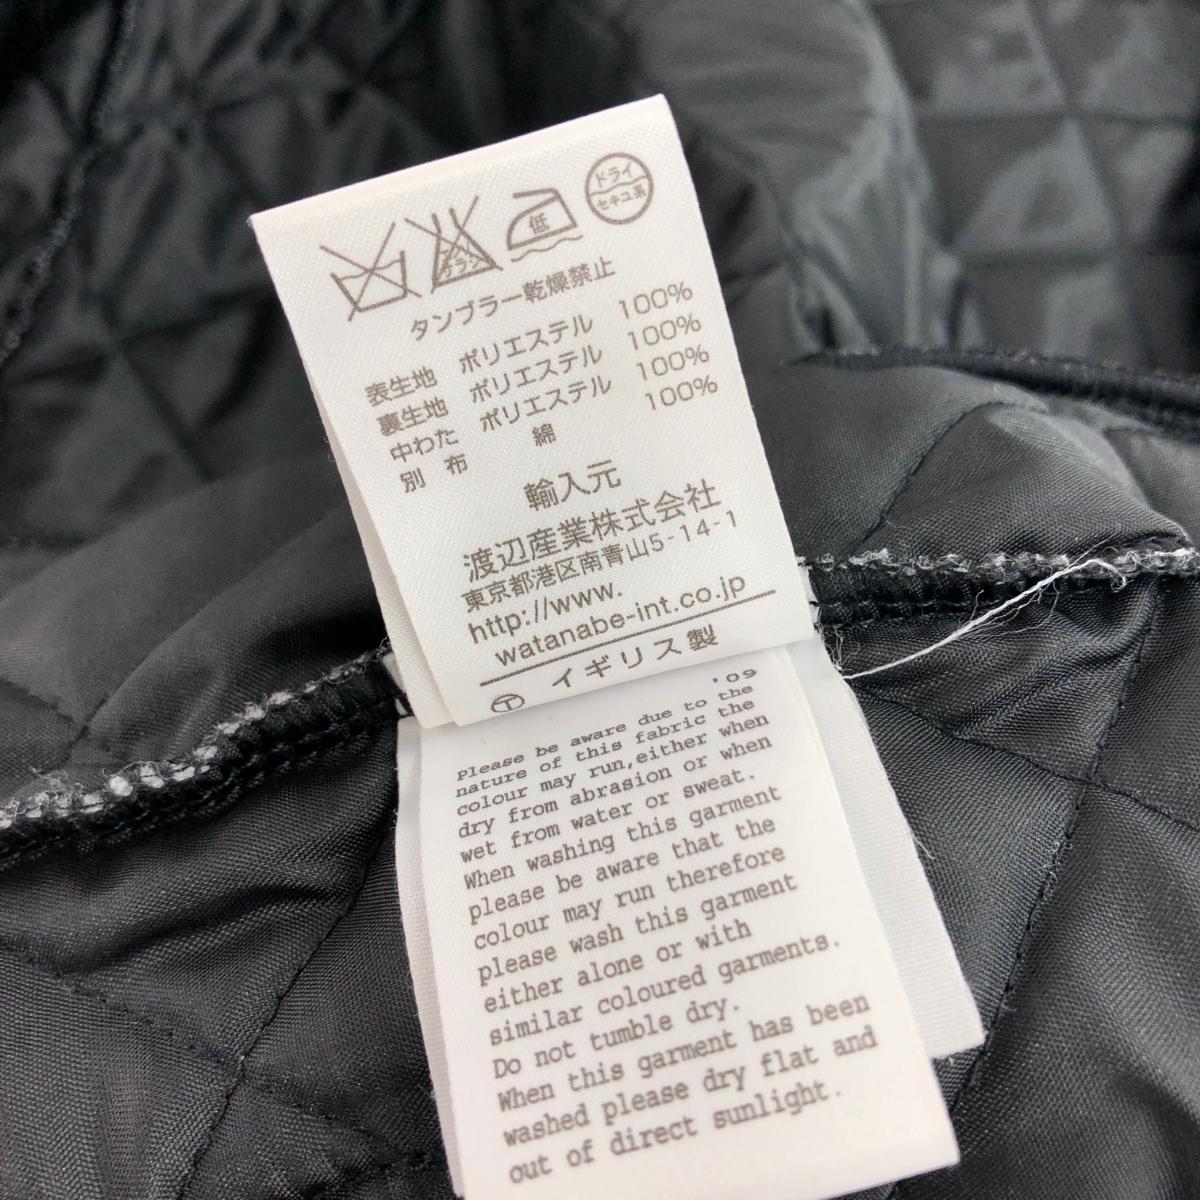 低
ドライ
セキユ系
タンブラー乾燥禁止
表生地 ポリエステル 100%
裏生地 ポリエステル 100%
中わた ポリエステル 100%
別 布 綿 100%
輸入元
渡辺産業株式会社
東京都港区南青山5-14-1
http://www.
watanabe-int.co.jp
イギリス製
'09
Please be aware due to the
nature of this fabric the
colour may run,either when
dry from abrasion or when
wet from water or sweat.
When washing this garment
please be aware that the
colour may run therefore
please wash this garment
either alone or with
similar coloured garments.
Do not tumble dry.
When this garment has been
washed please dry flat and
out of direct sunlight.